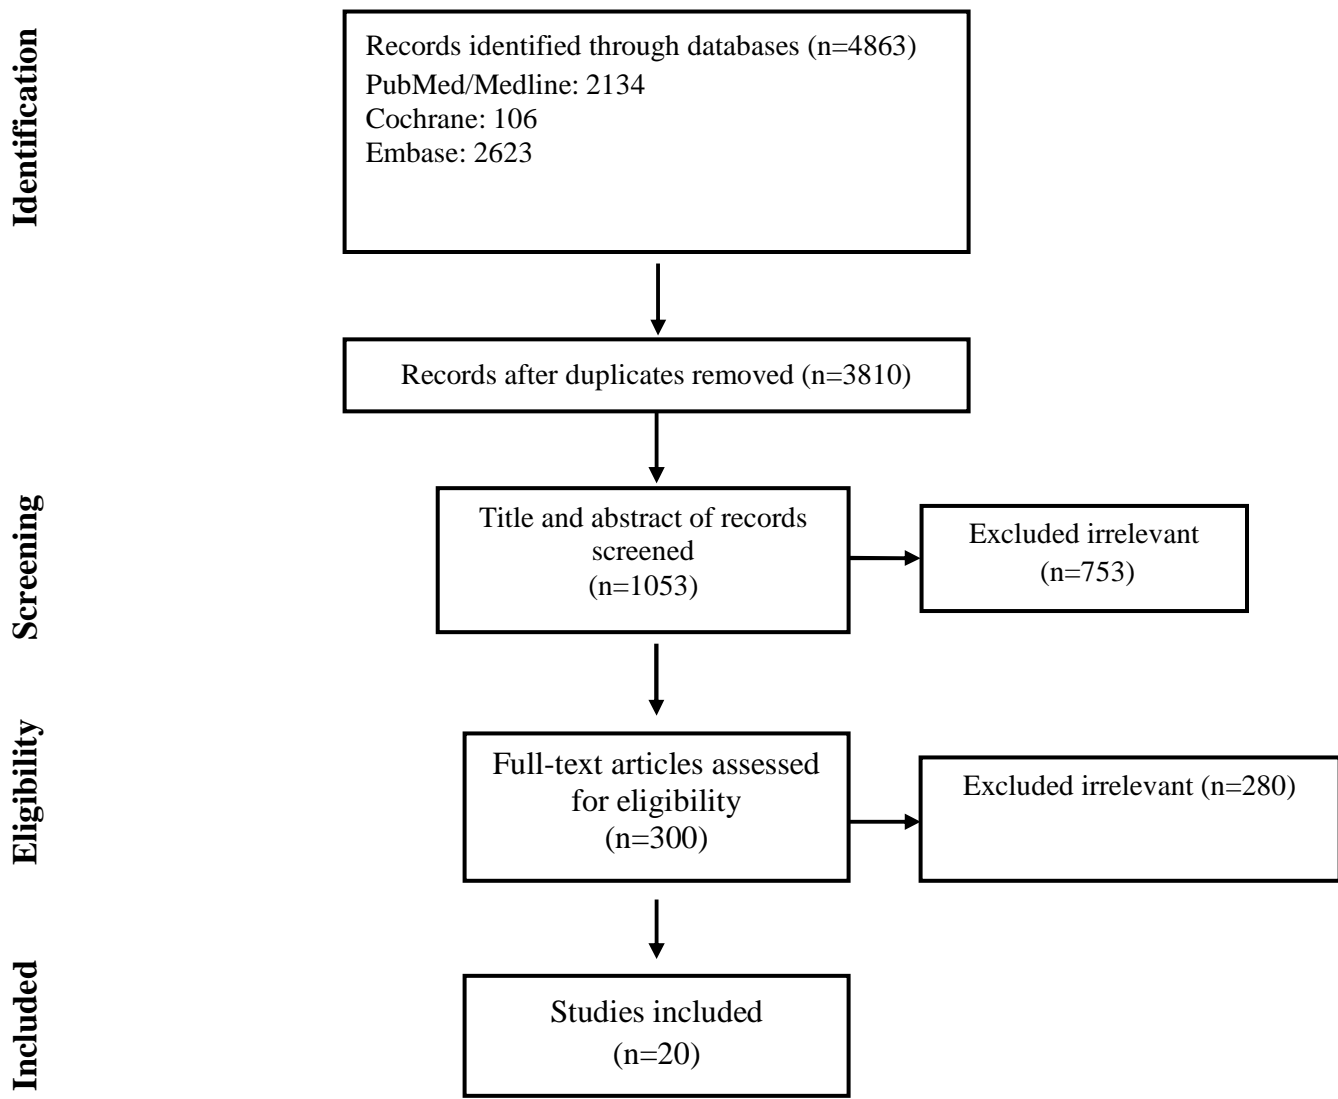 Identification
Records identified through databases (n=4863)
PubMed/Medline: 2134
Cochrane: 106
Embase: 2623
Records after duplicates removed (n=3810)
Screening
Title and abstract of records
screened
(n=1053)
Excluded irrelevant
(n=753)
Eligibility
Full-text articles assessed
for eligibility
(n=300)
Excluded irrelevant (n=280)
Included
Studies included
(n=20)